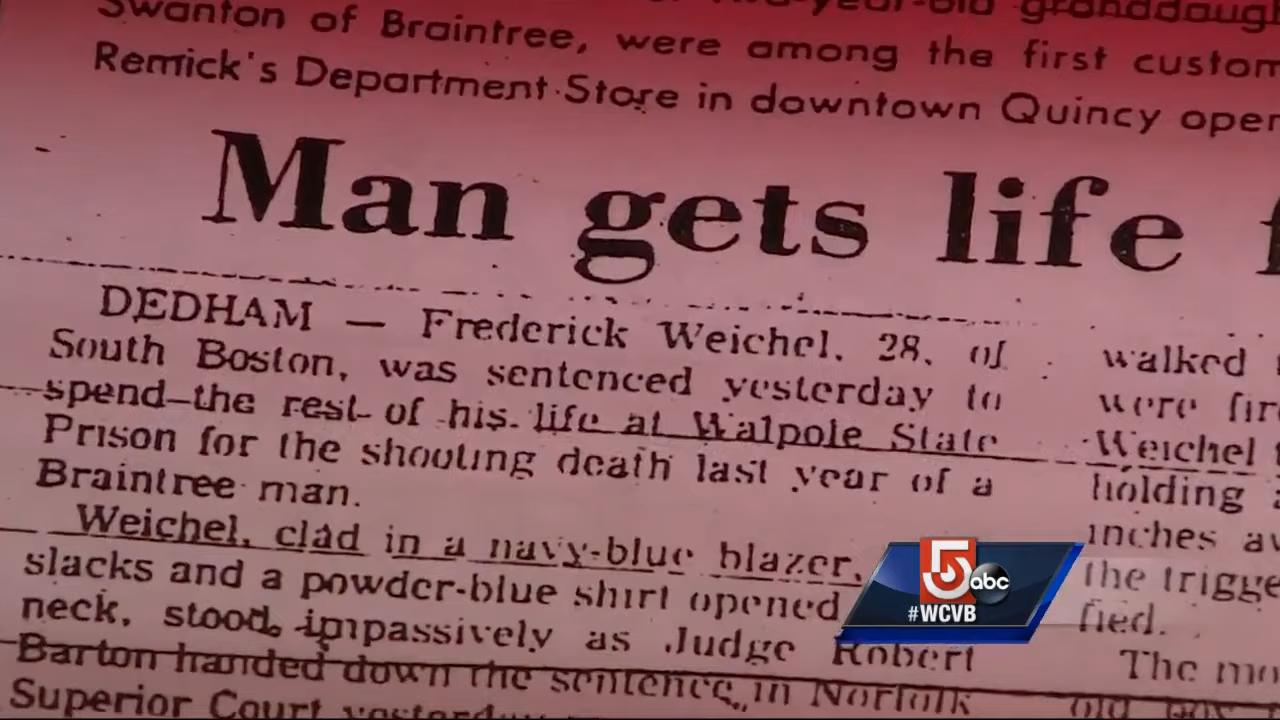 Swanton of Braintree, were among the first custom
Remick's Department Store in downtown Quincy oper
Man gets life f
DEDHAM — Frederick Weichel, 28, of
South Boston, was sentenced yesterday to
spend the rest of his life at Walpole State
Prison for the shooting death last year of a
Braintree man.
Weichel, clad in a navy-blue blazer,
slacks and a powder-blue shirt opened
neck, stood impassively as Judge Robert
Barton handed down the sentence in Norfolk
Superior Court
walked
were fir
Weichel
holding
inches
the trigge
fied.
The mo
5 abc
#WCVB